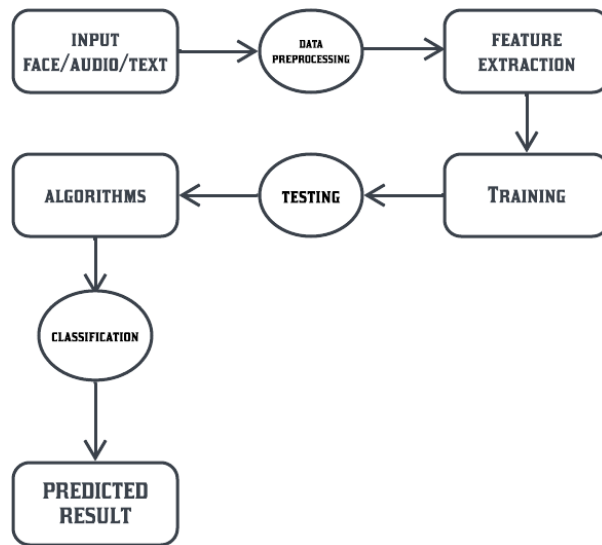 INPUT
FACE/AUDIO/TEXT
DATA
PREPROCESSING
FEATURE
EXTRACTION
TRAINING
TESTING
ALGORITHMS
CLASSIFICATION
PREDICTED
RESULT